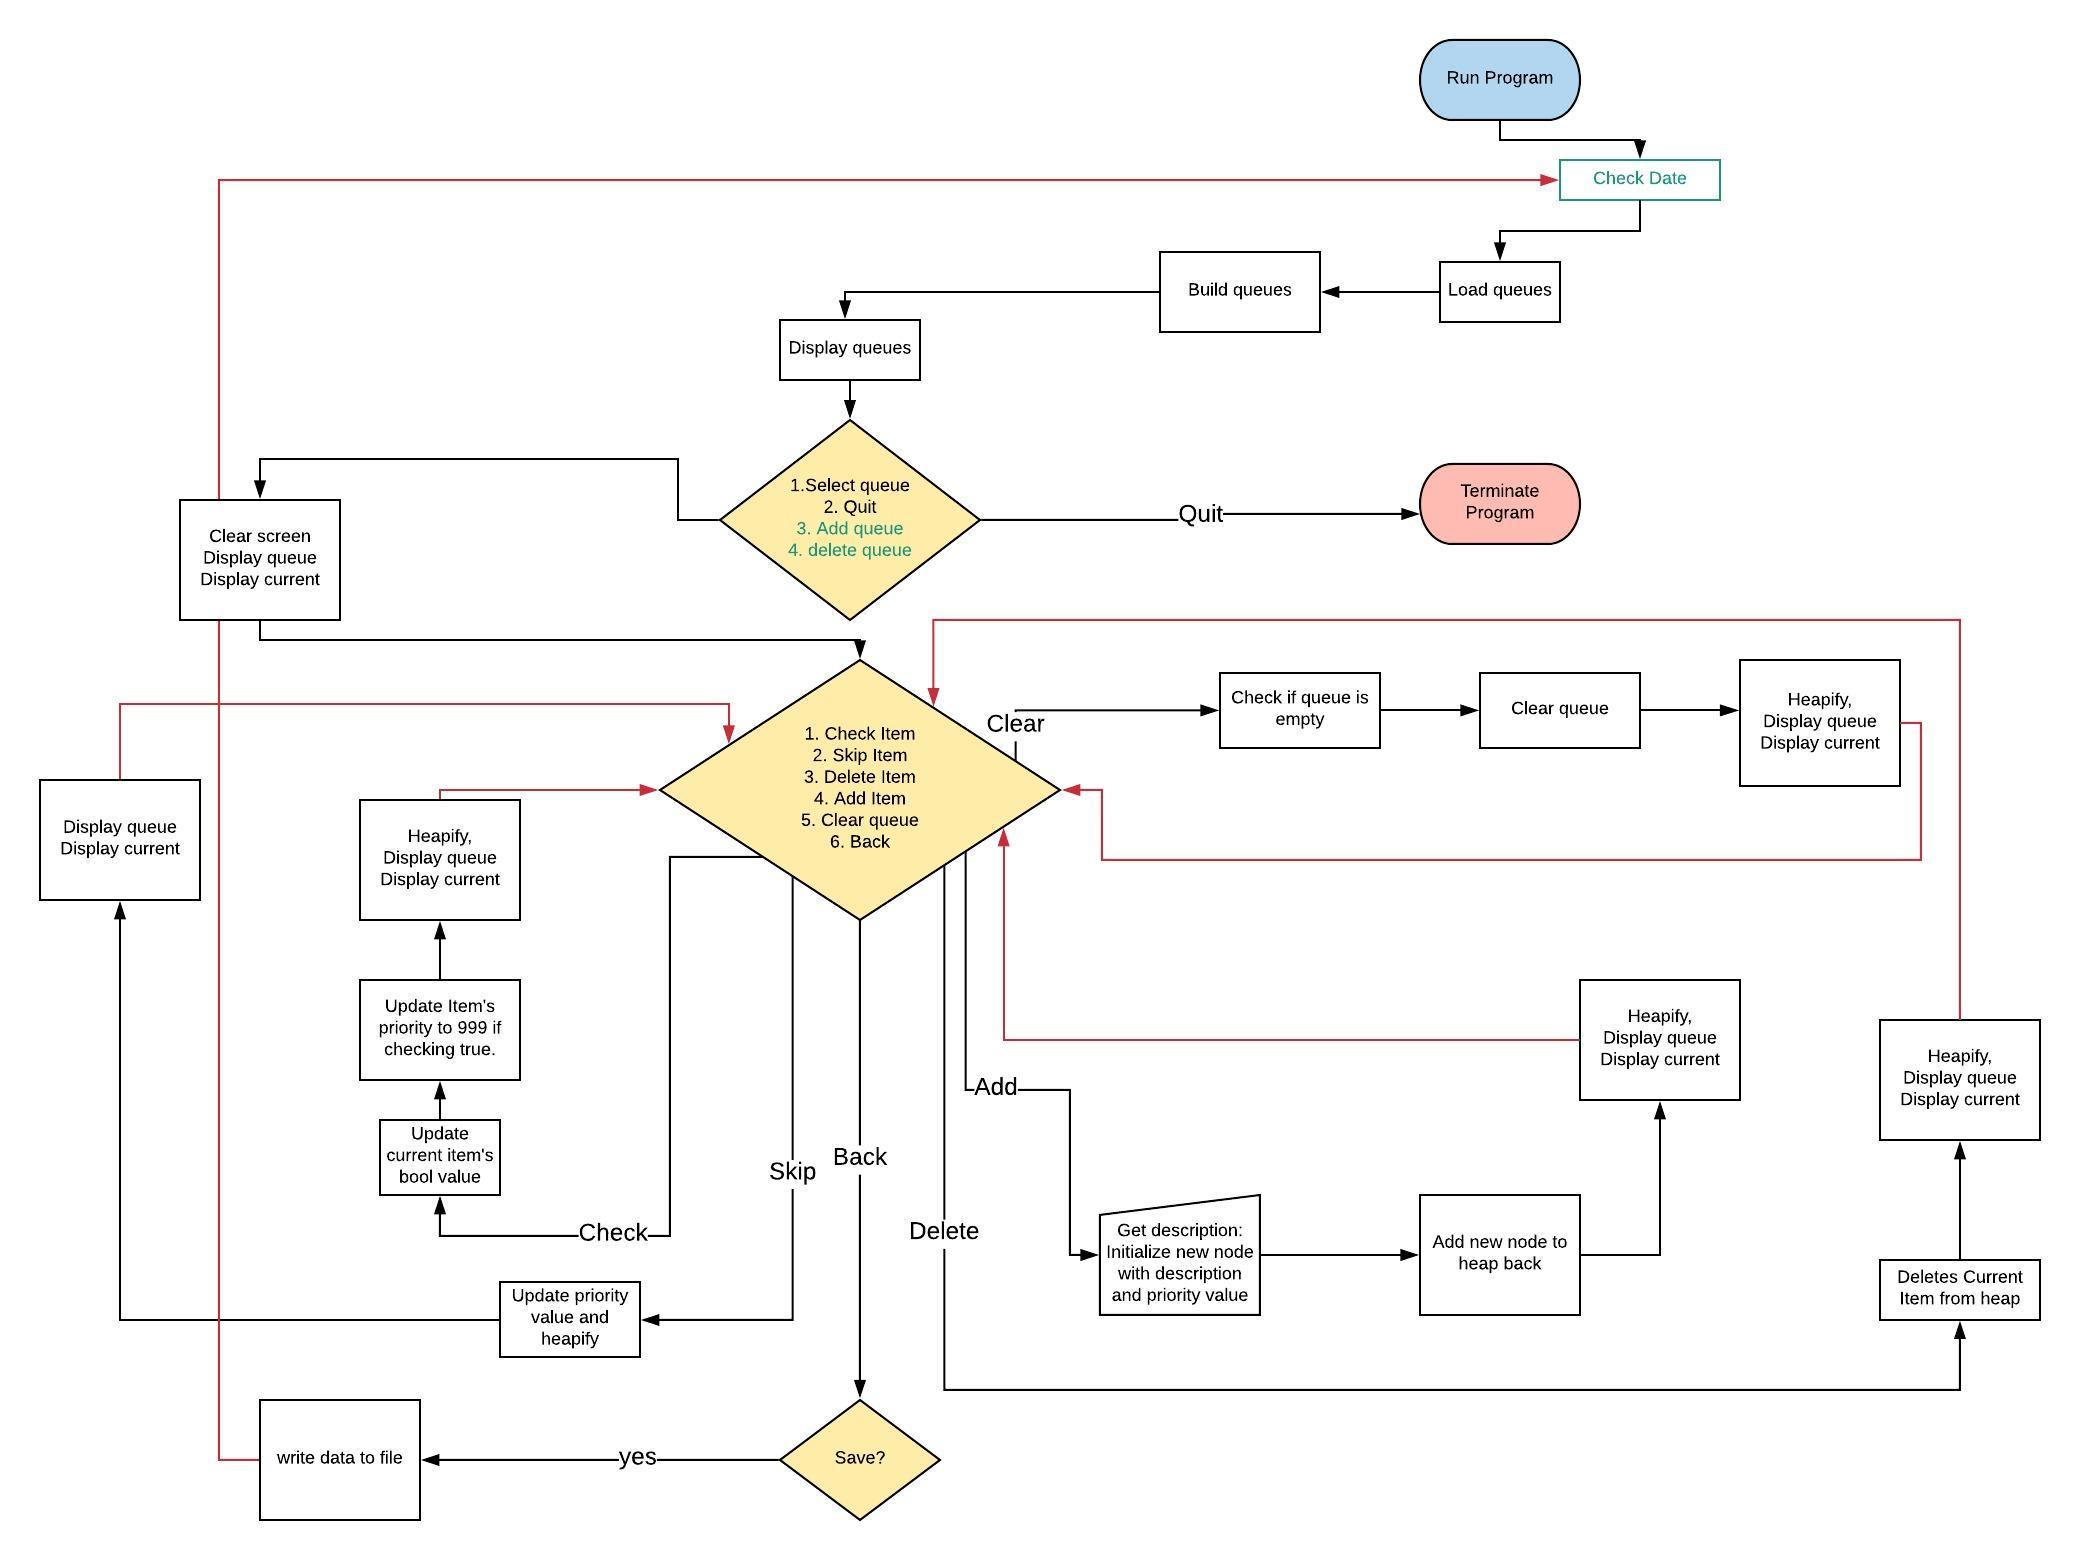 Run Program
Check Date
Load queues
Build queues
Display queues
1.Select queue
2. Quit
3. Add queue
4. delete queue
Quit
Terminate
Program
Clear screen
Display queue
Display current
1. Check Item
2. Skip Item
3. Delete Item
4. Add Item
5. Clear queue
6. Back
Clear
Check if queue is
empty
Clear queue
Heapify,
Display queue
Display current
Display queue
Display current
Heapify,
Display queue
Display current
Update Item's
priority to 999 if
checking true.
Update
current item's
bool value
Check
Skip
Back
Delete
Add
Get description:
Initialize new node
with description
and priority value
Add new node to
heap back
Heapify,
Display queue
Display current
Heapify,
Display queue
Display current
Deletes Current
Item from heap
Update priority
value and
heapify
Save?
yes
write data to file